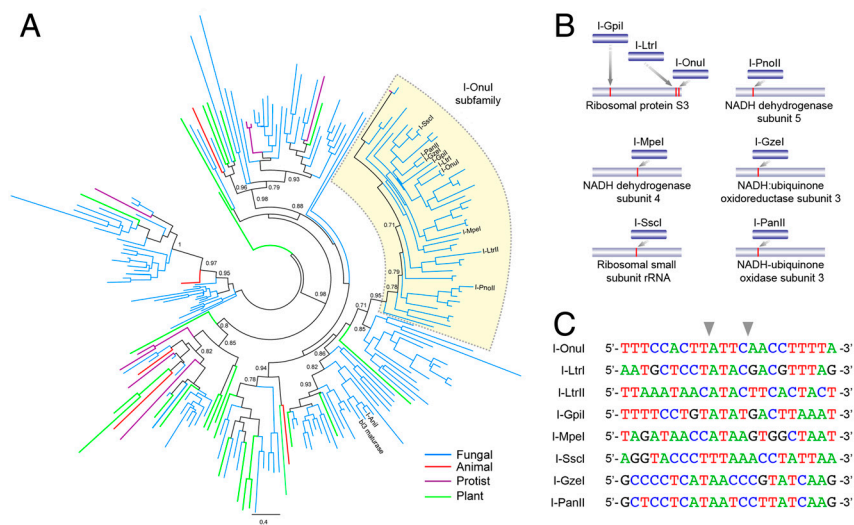 A
I-OnuI
subfamily
I-SscI
I-PanII
I-GzeI
I-GpiI
I-LtrI
I-OnuI
I-MpeI
I-LtrII
I-PnoII
0.93
0.96
0.79
0.98
0.88
1
0.97
0.95
0.98
0.71
0.79
0.78
0.95
0.71
0.85
0.8
0.85
0.82
0.86
0.94
0.82
0.93
0.78
I-AniI
bI3 maturase
Fungal
Animal
Protist
Plant
0.4
B
I-GpiI
I-LtrI
I-OnuI
Ribosomal protein S3
I-PnoII
NADH dehydrogenase
subunit 5
I-MpeI
NADH dehydrogenase
subunit 4
I-GzeI
NADH:ubiquinone
oxidoreductase subunit 3
I-SscI
Ribosomal small
subunit rRNA
I-PanII
NADH-ubiquinone
oxidase subunit 3
C
I-OnuI 5'-TTTCCACTTATTCAACCTTTTA-3'
I-LtrI 5'-AATGCTCCTATACGACGTTTAG-3'
I-LtrII 5'-TTAAATAACATACTTCACTACT-3'
I-GpiI 5'-TTTTCCTGTATATGACTTAAAT-3'
I-MpeI 5'-TAGATAACCATAAGTGGCTAAT-3'
I-SscI 5'-AGGTACCCTTTAAACCTATTAA-3'
I-GzeI 5'-GCCCCTCATAACCCGTATCAAG-3'
I-PanII 5'-GCTCCTCATAATCCTTATCAAG-3'